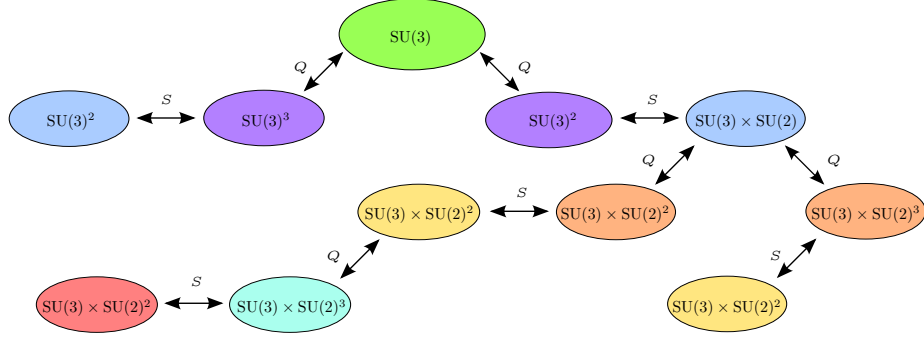 SU(3)
Q Q
S S
SU(3)² SU(3)³ SU(3)² SU(3) × SU(2)
Q Q
S
SU(3) × SU(2)² SU(3) × SU(2)² SU(3) × SU(2)³
Q S
S
SU(3) × SU(2)² SU(3) × SU(2)³ SU(3) × SU(2)²